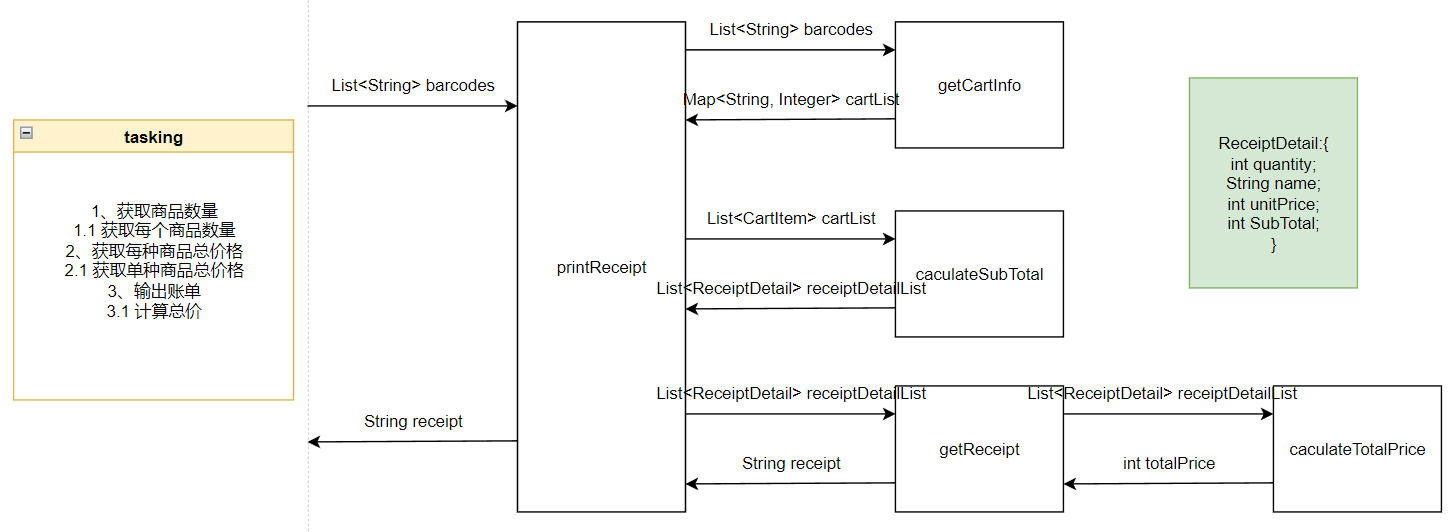 tasking
1、获取商品数量
1.1 获取每个商品数量
2、获取每种商品总价格
2.1 获取单种商品总价格
3、输出账单
3.1 计算总价
List<String> barcodes
String receipt
printReceipt
List<String> barcodes
Map<String, Integer> cartList
getCartInfo
List<CartItem> cartList
List<ReceiptDetail> receiptDetailList
caculateSubTotal
List<ReceiptDetail> receiptDetailList
String receipt
getReceipt
List<ReceiptDetail> receiptDetailList
int totalPrice
caculateTotalPrice
ReceiptDetail:{
int quantity;
String name;
int unitPrice;
int SubTotal;
}